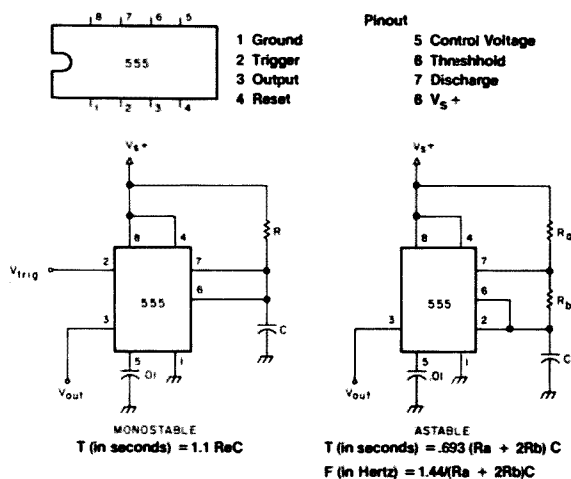 Pinout
8 7 6 5
555
1 2 3 4
1 Ground
2 Trigger
3 Output
4 Reset
5 Control Voltage
6 Threshhold
7 Discharge
6 Vs +
Vs+
R
8 4
7
Vtrig 2
6
555
C
3
5 1
.01
Vout
MONOSTABLE
T (in seconds) = 1.1 ReC
Vs+
Ra
8 4
7
6
Rb
555
3 2
C
5 1
.01
Vout
ASTABLE
T (in seconds) = .693 (Ra + 2Rb) C
F (in Hertz) = 1.44/(Ra + 2Rb)C